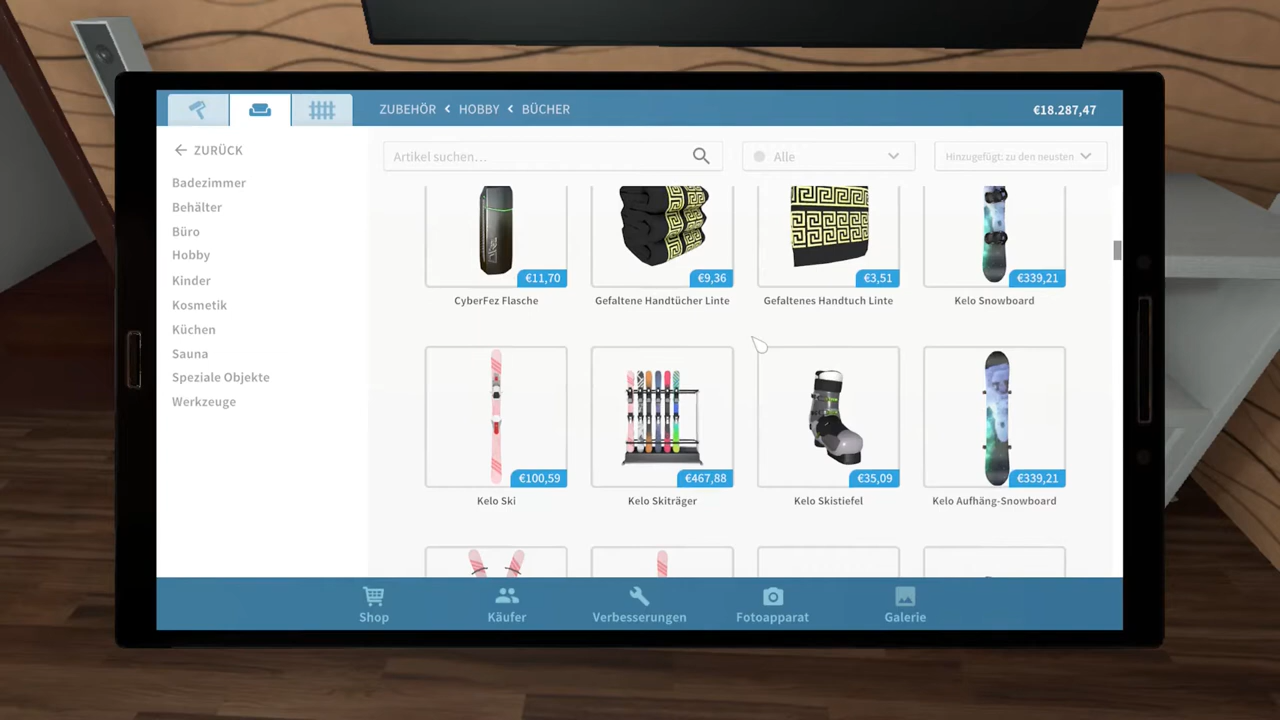 ZUBEHÖR < HOBBY < BÜCHER
€18.287,47
ZURÜCK
Artikel suchen...
Alle
Hinzugefügt: zu den neusten
Badezimmer
Behälter
Büro
Hobby
Kinder
Kosmetik
Küchen
Sauna
Speziale Objekte
Werkzeuge
€11,70
€9,36
€3,51
€339,21
CyberFez Flasche
Gefaltene Handtücher Linte
Gefaltenes Handtuch Linte
Kelo Snowboard
€100,59
€467,88
€35,09
€339,21
Kelo Ski
Kelo Skiträger
Kelo Skistiefel
Kelo Aufhäng-Snowboard
Shop
Käufer
Verbesserungen
Fotoapparat
Galerie